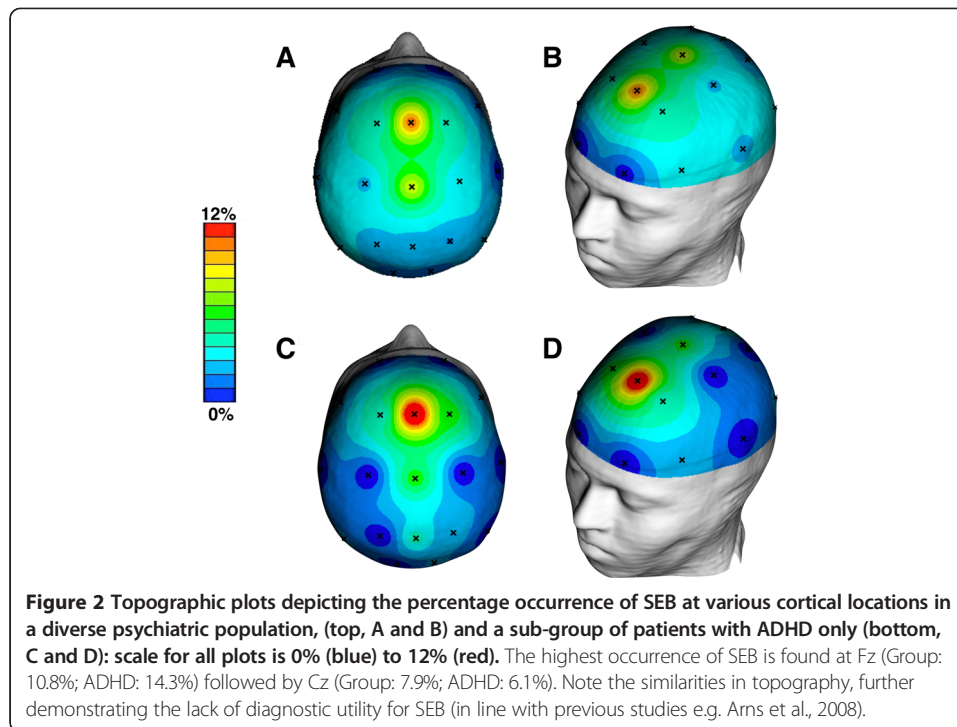 A
B
12%
0%
C
D
Figure 2 Topographic plots depicting the percentage occurrence of SEB at various cortical locations in
a diverse psychiatric population, (top, A and B) and a sub-group of patients with ADHD only (bottom,
C and D): scale for all plots is 0% (blue) to 12% (red). The highest occurrence of SEB is found at Fz (Group:
10.8%; ADHD: 14.3%) followed by Cz (Group: 7.9%; ADHD: 6.1%). Note the similarities in topography, further
demonstrating the lack of diagnostic utility for SEB (in line with previous studies e.g. Arns et al., 2008).